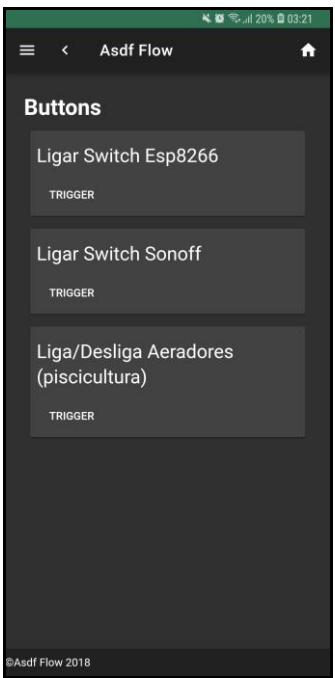 20% 03:21
Asdf Flow
Buttons
Ligar Switch Esp8266
TRIGGER
Ligar Switch Sonoff
TRIGGER
Liga/Desliga Aeradores
(piscicultura)
TRIGGER
©Asdf Flow 2018